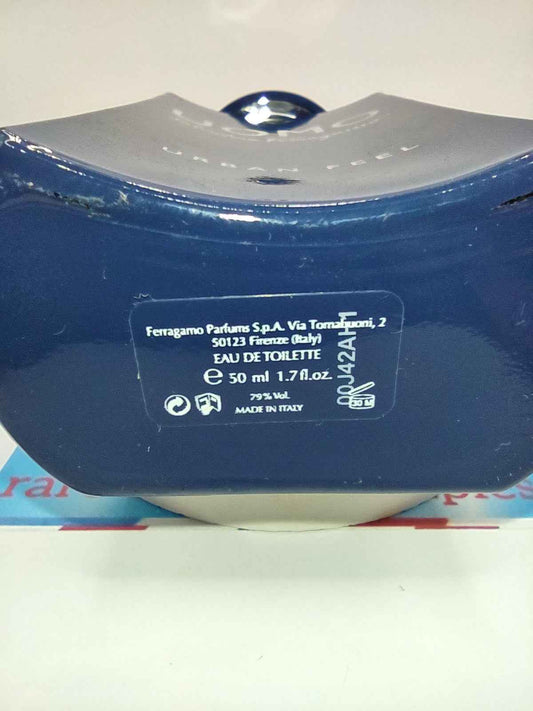 UOMO
URBAN FEEL
Ferragamo Parfums S.p.A. Via Tornabuoni, 2
50123 Firenze (Italy)
EAU DE TOILETTE
e 50 ml 1.7 fl.oz.
79% Vol.
MADE IN ITALY
30 M